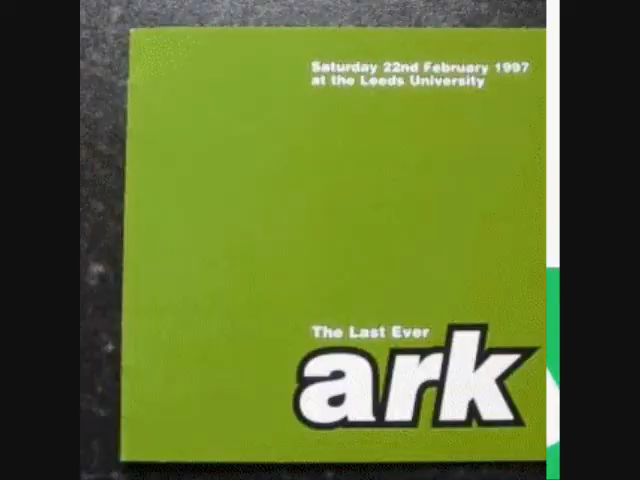 Saturday 22nd February 1997
at the Leeds University
The Last Ever
ark